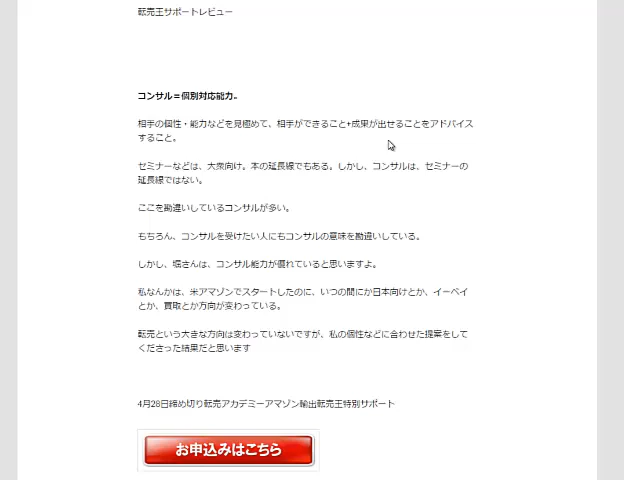 転売王サポートレビュー
コンサル＝個別対応能力。
相手の個性・能力などを見極めて、相手ができること+成果が出せることをアドバイス
すること。
セミナーなどは、大衆向け。本の延長線でもある。しかし、コンサルは、セミナーの
延長線ではない。
ここを勘違いしているコンサルが多い。
もちろん、コンサルを受けたい人にもコンサルの意味を勘違いしている。
しかし、堀さんは、コンサル能力が優れていると思いますよ。
私なんかは、米アマゾンでスタートしたのに、いつの間にか日本向けとか、イーベイ
とか、買取とか方向が変わっている。
転売という大きな方向は変わっていないですが、私の個性などに合わせた提案をして
くださった結果だと思います
4月28日締め切り転売アカデミーアマゾン輸出転売王特別サポート
お申込みはこちら